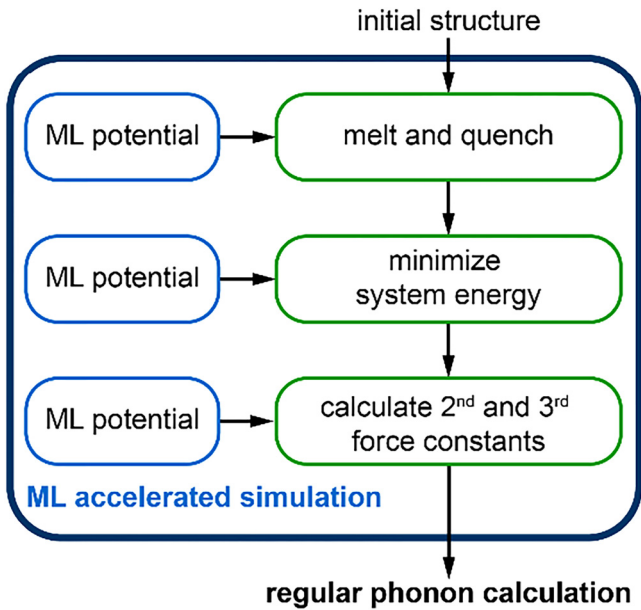 initial structure
ML potential
melt and quench
ML potential
minimize
system energy
ML potential
calculate 2nd and 3rd
force constants
ML accelerated simulation
regular phonon calculation